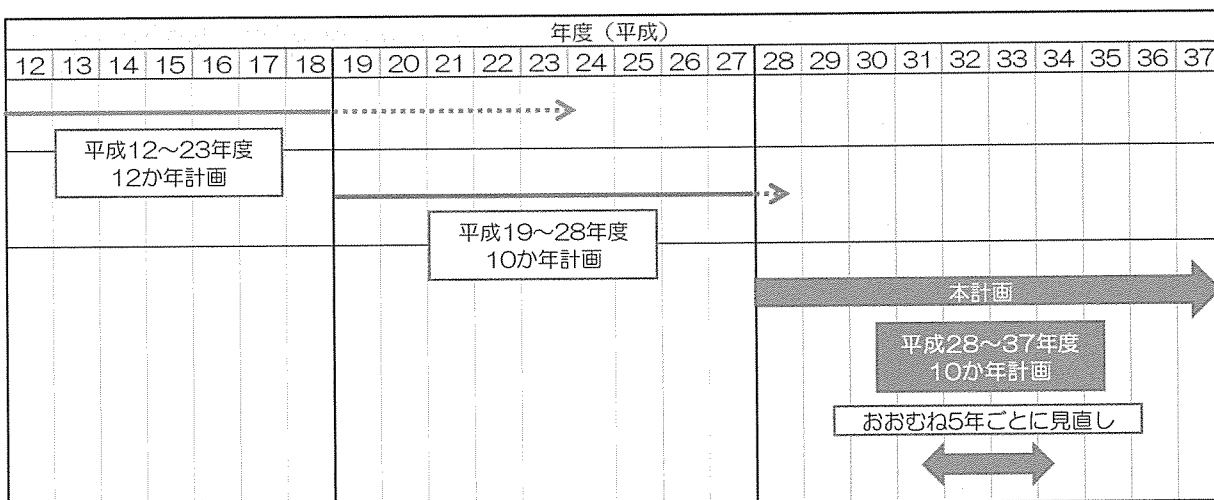 年度（平成）
12 13 14 15 16 17 18 19 20 21 22 23 24 25 26 27 28 29 30 31 32 33 34 35 36 37
平成12～23年度
12か年計画
平成19～28年度
10か年計画
本計画
平成28～37年度
10か年計画
おおむね5年ごとに見直し